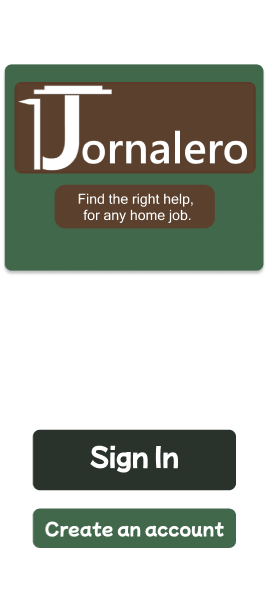 Jornalero
Find the right help,
for any home job.
Sign In
Create an account